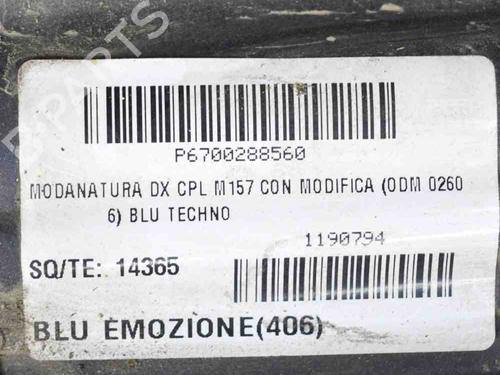 B-PARTS
P6700288560
MODANATURA DX CPL M157 CON MODIFICA (ODM 0260
6) BLU TECHNO
1190794
SQ/TE: 14365
BLU EMOZIONE(406)